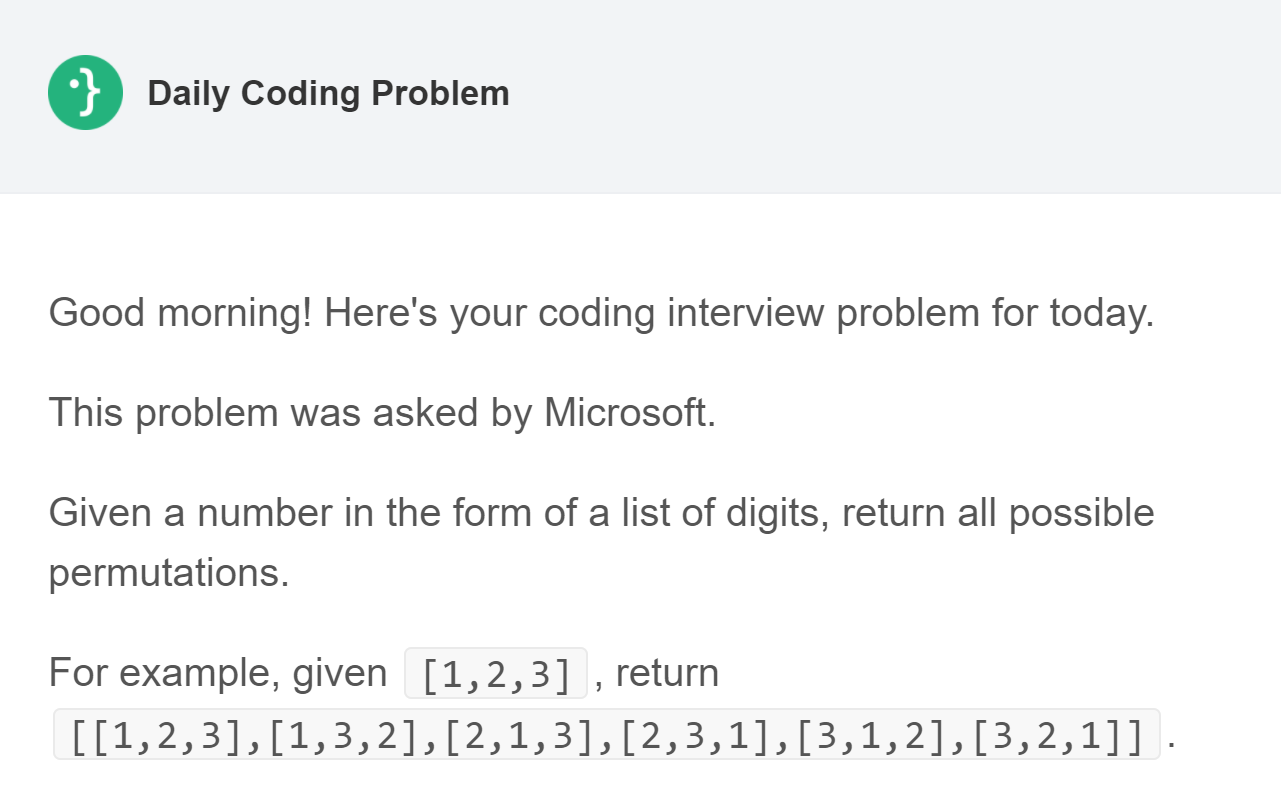 Daily Coding Problem
Good morning! Here's your coding interview problem for today.
This problem was asked by Microsoft.
Given a number in the form of a list of digits, return all possible
permutations.
For example, given [1,2,3], return
[[1,2,3],[1,3,2],[2,1,3],[2,3,1],[3,1,2],[3,2,1]].